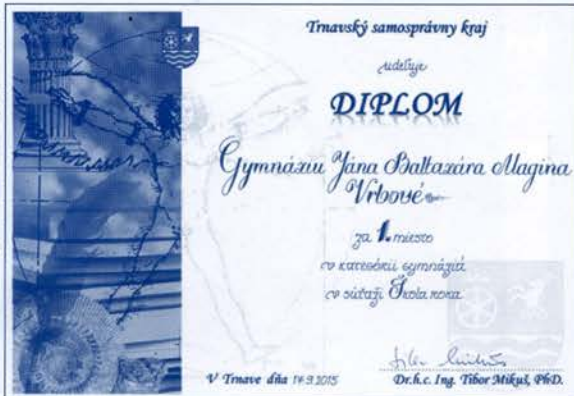 Trnavský samosprávny kraj
udeľuje
DIPLOM
Gymnáziu Jána Baltazára Magina
Vrbové
za 1. miesto
v kategórii gymnáziá
v súťaži Škola roka
V Trnave dňa 14.9.2015
Dr.h.c. Ing. Tibor Mikuš, PhD.